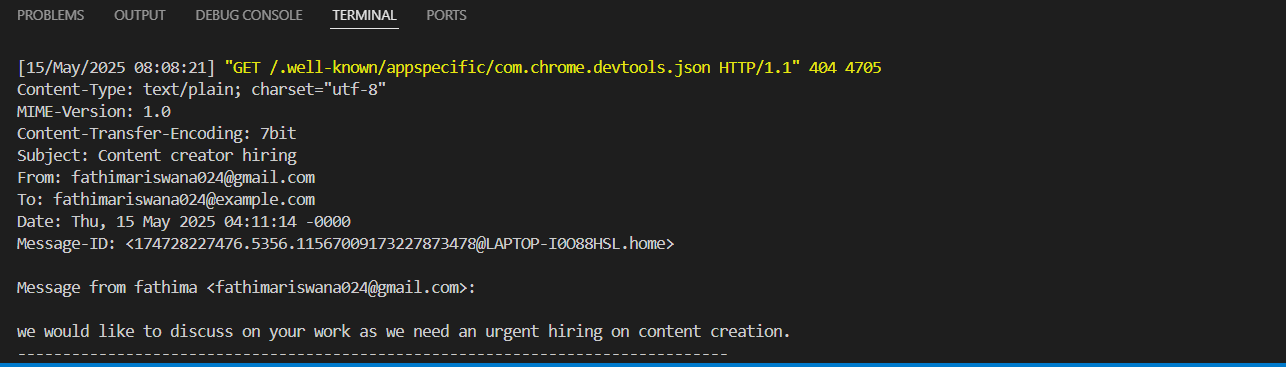 PROBLEMS OUTPUT DEBUG CONSOLE TERMINAL PORTS
[15/May/2025 08:08:21] "GET /.well-known/appspecific/com.chrome.devtools.json HTTP/1.1" 404 4705
Content-Type: text/plain; charset="utf-8"
MIME-Version: 1.0
Content-Transfer-Encoding: 7bit
Subject: Content creator hiring
From: fathimariswana024@gmail.com
To: fathimariswana024@example.com
Date: Thu, 15 May 2025 04:11:14 -0000
Message-ID: <174728227476.5356.11567009173227873478@LAPTOP-I0O88HSL.home>
Message from fathima <fathimariswana024@gmail.com>:
we would like to discuss on your work as we need an urgent hiring on content creation.
-------------------------------------------------------------------------------